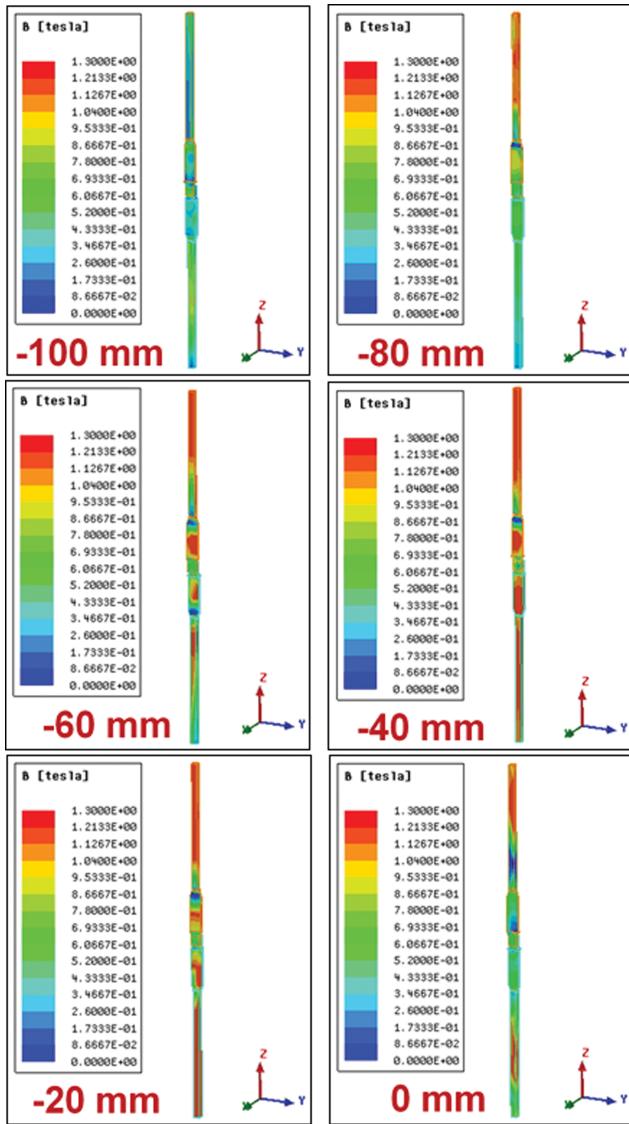 B [tesla]
1.3000E+00
1.2133E+00
1.1267E+00
1.0400E+00
9.5333E-01
8.6667E-01
7.8000E-01
6.9333E-01
6.0667E-01
5.2000E-01
4.3333E-01
3.4667E-01
2.6000E-01
1.7333E-01
8.6667E-02
0.0000E+00
Z
X Y
-100 mm
B [tesla]
1.3000E+00
1.2133E+00
1.1267E+00
1.0400E+00
9.5333E-01
8.6667E-01
7.8000E-01
6.9333E-01
6.0667E-01
5.2000E-01
4.3333E-01
3.4667E-01
2.6000E-01
1.7333E-01
8.6667E-02
0.0000E+00
Z
X Y
-80 mm
B [tesla]
1.3000E+00
1.2133E+00
1.1267E+00
1.0400E+00
9.5333E-01
8.6667E-01
7.8000E-01
6.9333E-01
6.0667E-01
5.2000E-01
4.3333E-01
3.4667E-01
2.6000E-01
1.7333E-01
8.6667E-02
0.0000E+00
Z
X Y
-60 mm
B [tesla]
1.3000E+00
1.2133E+00
1.1267E+00
1.0400E+00
9.5333E-01
8.6667E-01
7.8000E-01
6.9333E-01
6.0667E-01
5.2000E-01
4.3333E-01
3.4667E-01
2.6000E-01
1.7333E-01
8.6667E-02
0.0000E+00
Z
X Y
-40 mm
B [tesla]
1.3000E+00
1.2133E+00
1.1267E+00
1.0400E+00
9.5333E-01
8.6667E-01
7.8000E-01
6.9333E-01
6.0667E-01
5.2000E-01
4.3333E-01
3.4667E-01
2.6000E-01
1.7333E-01
8.6667E-02
0.0000E+00
Z
X Y
-20 mm
B [tesla]
1.3000E+00
1.2133E+00
1.1267E+00
1.0400E+00
9.5333E-01
8.6667E-01
7.8000E-01
6.9333E-01
6.0667E-01
5.2000E-01
4.3333E-01
3.4667E-01
2.6000E-01
1.7333E-01
8.6667E-02
0.0000E+00
Z
X Y
0 mm